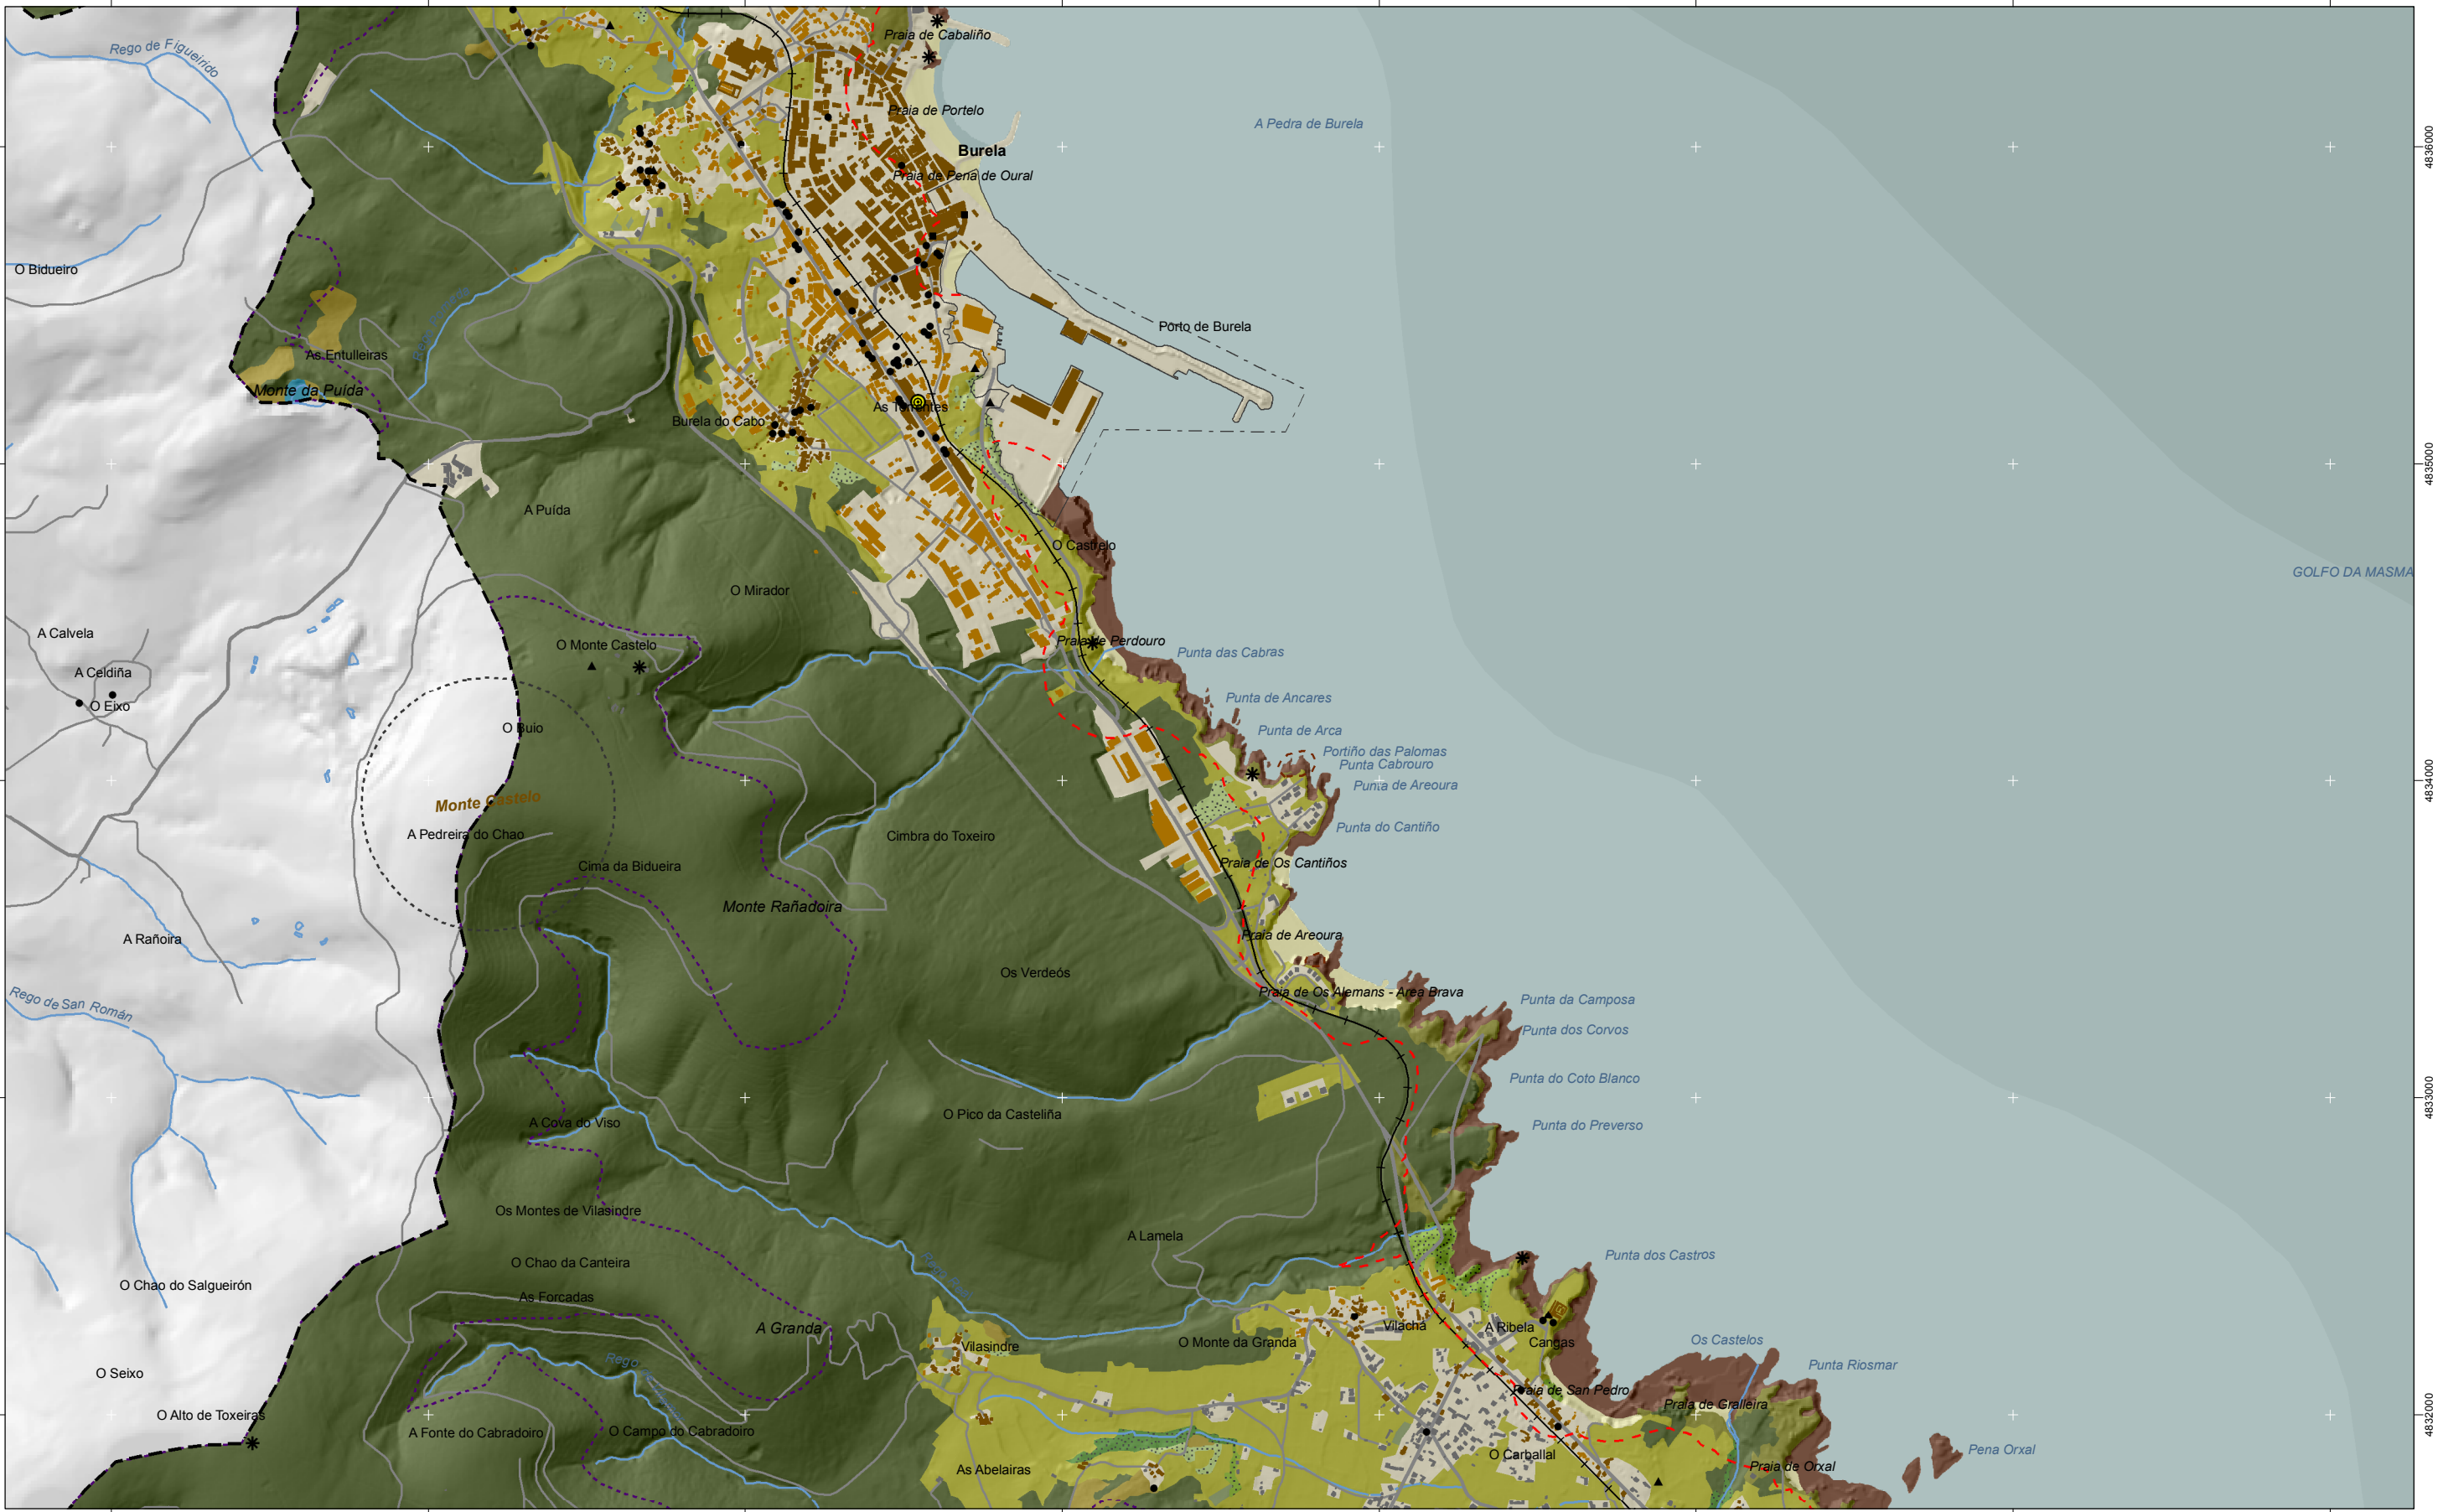 Praia de Cabaliño
Rego de Figueirido
Praia de Portelo
A Pedra de Burela
4836000
Burela
Praia de Pena de Oural
O Bidueiro
Porto de Burela
As Entulleiras
Monte da Puída
As Torrentes
Burela do Cabo
4835000
A Puída
O Castrelo
GOLFO DA MASMA
O Mirador
A Calvela
O Monte Castelo
Praia de Perdouro
Punta das Cabras
A Celdiña
O Eixo
Punta de Ancares
O Buio
Punta de Arca
Portiño das Palomas
Punta Cabrouro
4834000
Punta de Areoura
Monte Castelo
Punta do Cantiño
A Pedreira do Chao
Cimbra do Toxeiro
Cima da Bidueira
Praia de Os Cantiños
Monte Rañadoira
A Rañoira
Praia de Areoura
Os Verdeós
Praia de Os Alemans - Area Brava
Punta da Camposa
Rego de San Román
Punta dos Corvos
Punta do Coto Blanco
4833000
O Pico da Casteliña
A Cova do Viso
Punta do Preverso
Os Montes de Vilasindre
A Lamela
Punta dos Castros
O Chao da Canteira
O Chao do Salgueirón
As Forcadas
A Granda
Vilachá
A Ribela
Cangas
O Monte da Granda
Vilasindre
Os Castelos
Punta Riosmar
O Seixo
Praia de San Pedro
Praia de Gralleira
O Alto de Toxeiras
4832000
A Fonte do Cabradoiro
O Campo do Cabradoiro
Pena Orxal
O Carballal
As Abelairas
Praia de Orxal